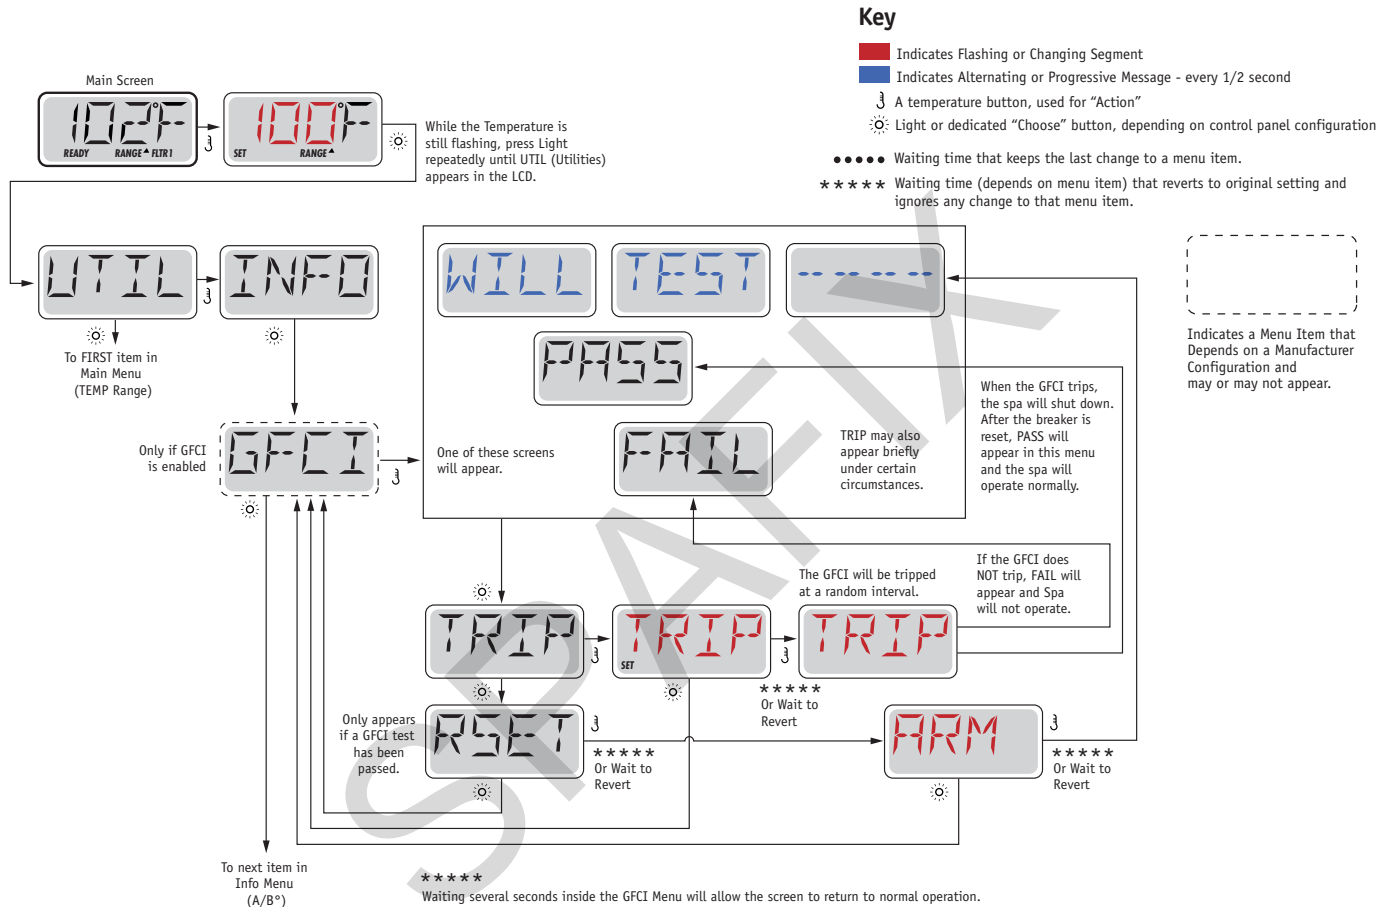 Key
Indicates Flashing or Changing Segment
Indicates Alternating or Progressive Message - every 1/2 second
A temperature button, used for “Action”
Light or dedicated “Choose” button, depending on control panel configuration
••••• Waiting time that keeps the last change to a menu item.
***** Waiting time (depends on menu item) that reverts to original setting and
ignores any change to that menu item.
Main Screen
102°F
READY RANGE FLTR1
100°F
SET RANGE
While the Temperature is
still flashing, press Light
repeatedly until UTIL (Utilities)
appears in the LCD.
UTIL
INFO
To FIRST item in
Main Menu
(TEMP Range)
WILL
TEST
-- -- -- --
PASS
FAIL
Indicates a Menu Item that
Depends on a Manufacturer
Configuration and
may or may not appear.
When the GFCI trips,
the spa will shut down.
After the breaker is
reset, PASS will
appear in this menu
and the spa will
operate normally.
Only if GFCI
is enabled
GFCI
One of these screens
will appear.
TRIP may also
appear briefly
under certain
circumstances.
The GFCI will be tripped
at a random interval.
If the GFCI does
NOT trip, FAIL will
appear and Spa
will not operate.
TRIP
TRIP
SET
TRIP
*****
Or Wait to
Revert
Only appears
if a GFCI test
has been
passed.
RSET
*****
Or Wait to
Revert
ARM
*****
Or Wait to
Revert
To next item in
Info Menu
(A/B°)
*****
Waiting several seconds inside the GFCI Menu will allow the screen to return to normal operation.
SPAFIX